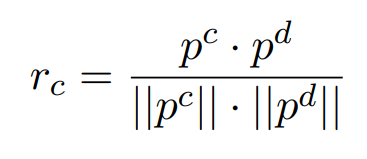 r_c = \frac{p^c \cdot p^d}{||p^c|| \cdot ||p^d||}